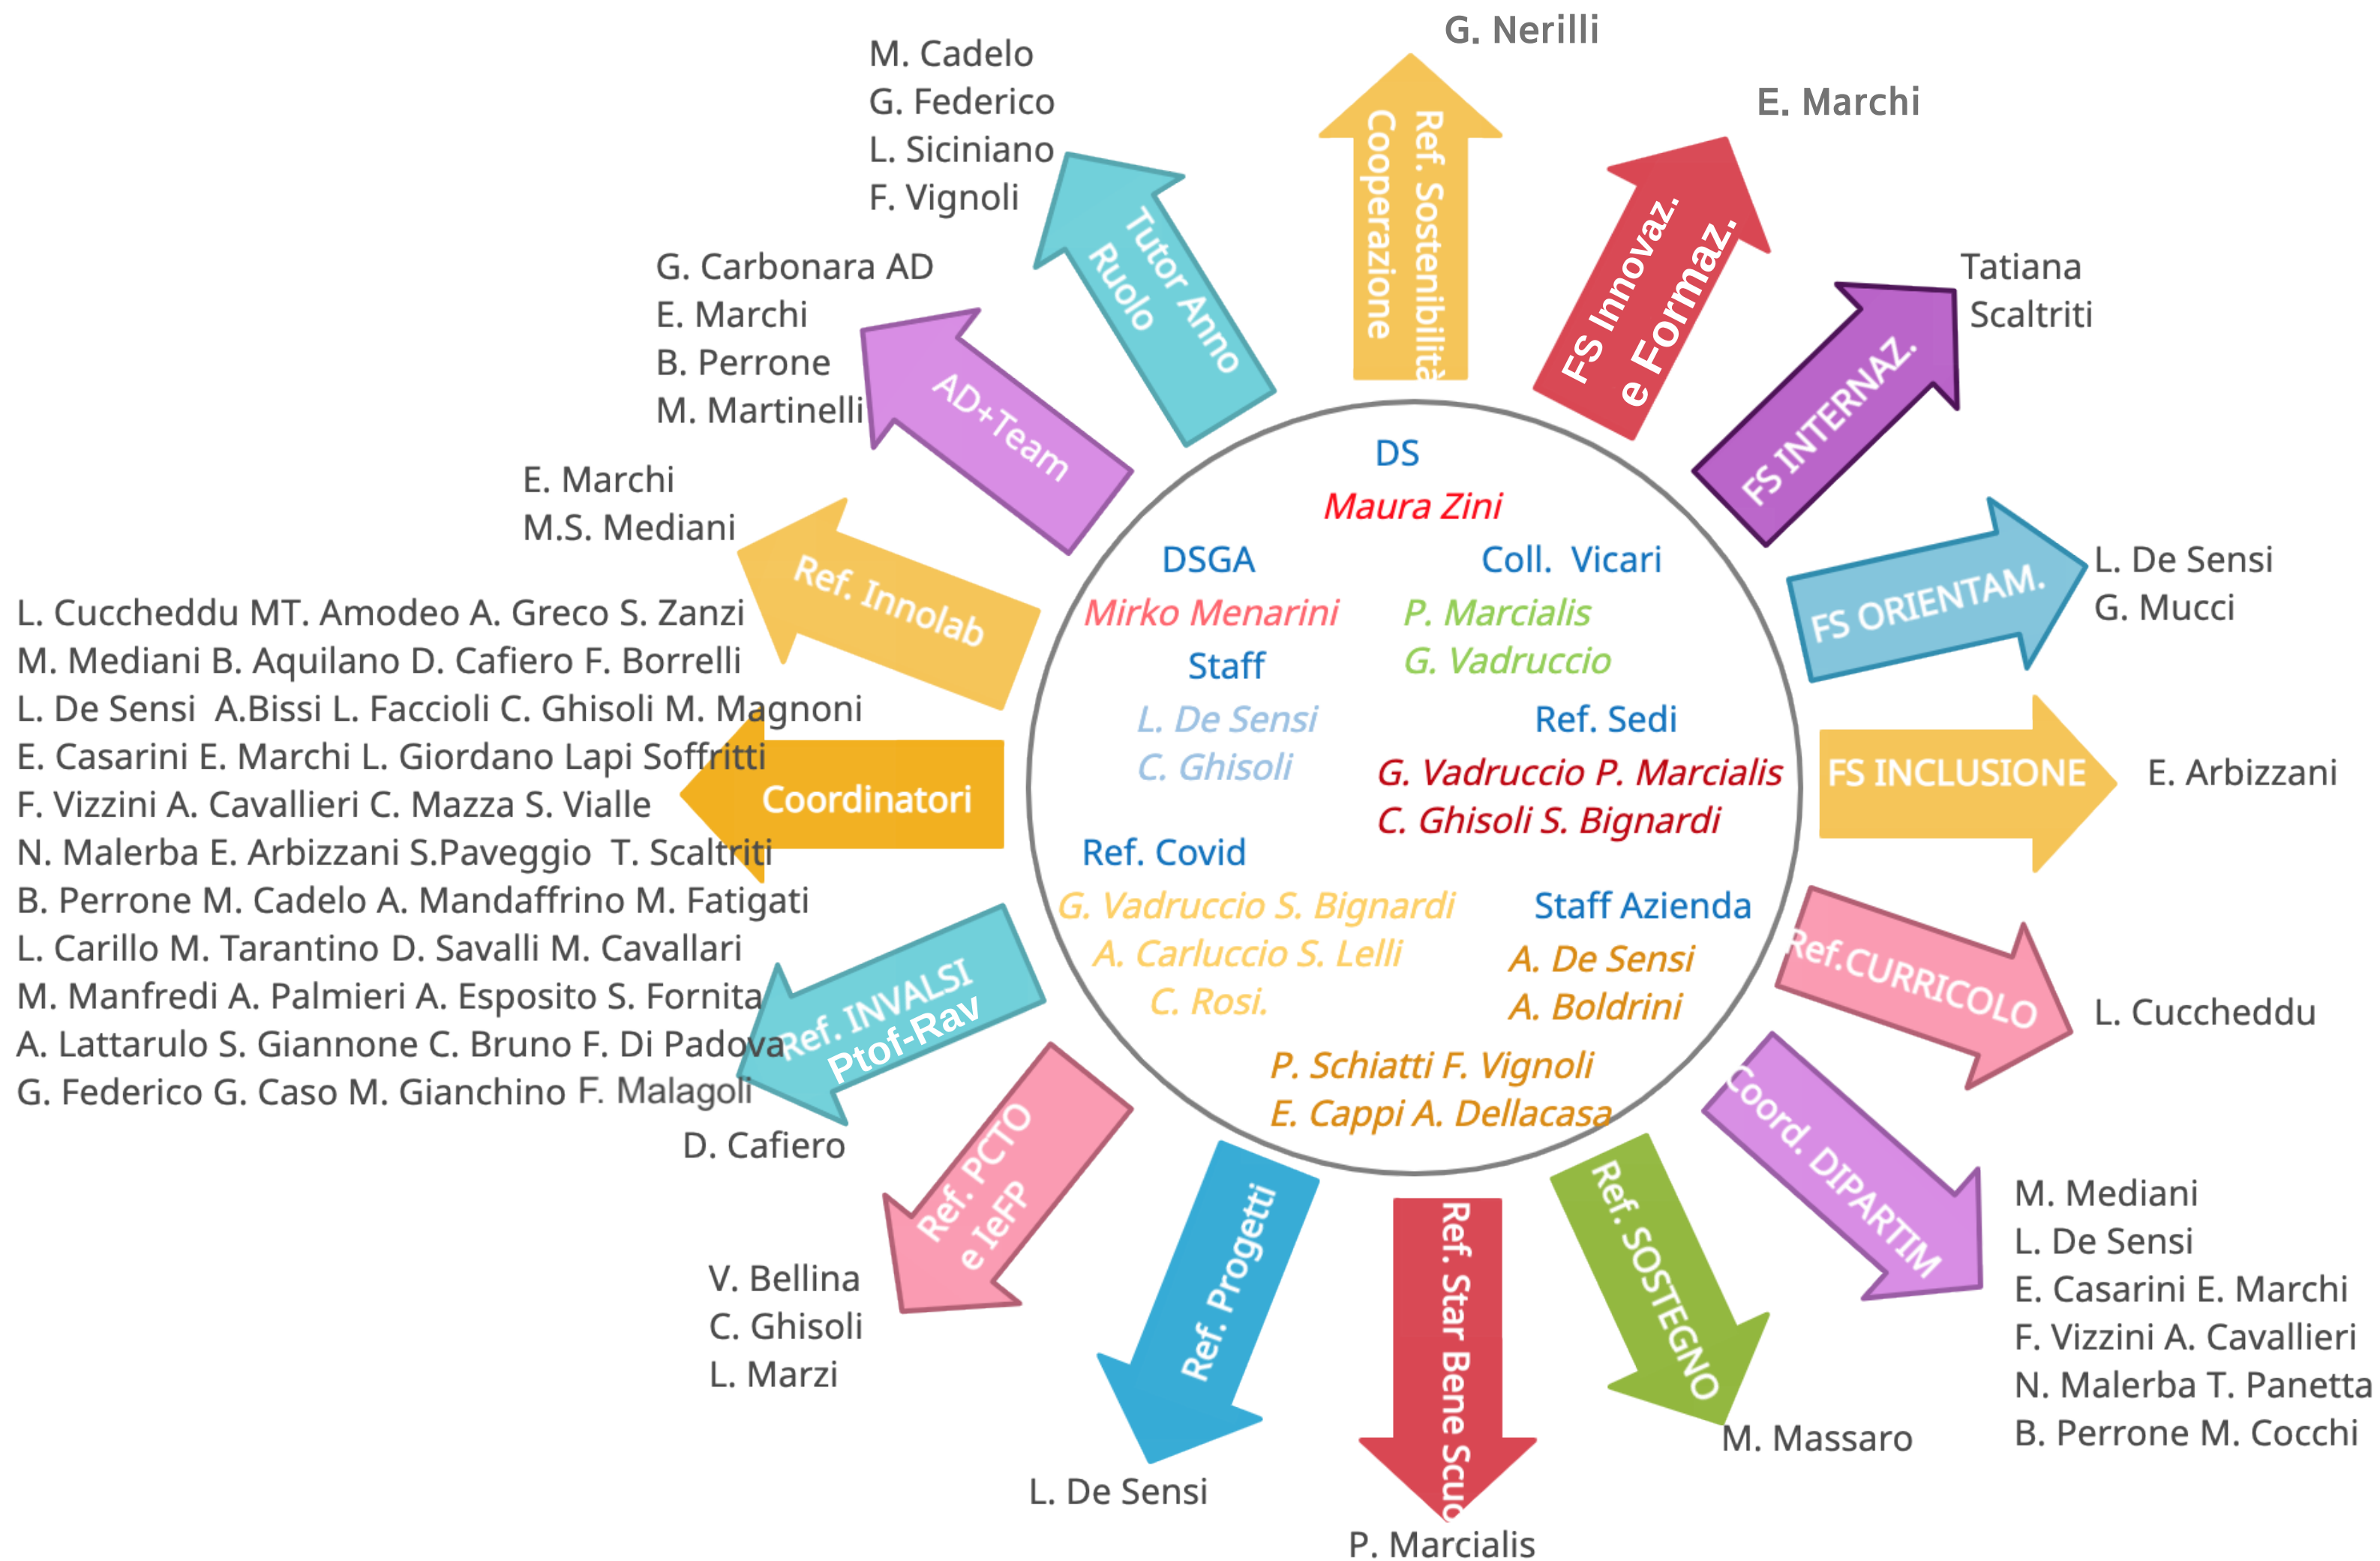 G. Nerilli
Ref. Sostenibilità
Cooperazione
E. Marchi
FS Innovaz.
e Formaz.
Tatiana
Scaltriti
FS INTERNAZ.
L. De Sensi
G. Mucci
FS ORIENTAM.
E. Arbizzani
FS INCLUSIONE
L. Cuccheddu
Ref.CURRICOLO
Coord. DIPARTIM
M. Mediani
L. De Sensi
E. Casarini E. Marchi
F. Vizzini A. Cavallieri
N. Malerba T. Panetta
B. Perrone M. Cocchi
Ref. SOSTEGNO
M. Massaro
Ref. Star Bene Scuo
P. Marcialis
Ref. Progetti
L. De Sensi
Ref. PCTO
e IeFP
V. Bellina
C. Ghisoli
L. Marzi
Ref. INVALSI
Ptof-Rav
D. Cafiero
Coordinatori
L. Cuccheddu MT. Amodeo A. Greco S. Zanzi
M. Mediani B. Aquilano D. Cafiero F. Borrelli
L. De Sensi  A.Bissi L. Faccioli C. Ghisoli M. Magnoni
E. Casarini E. Marchi L. Giordano Lapi Soffritti
F. Vizzini A. Cavallieri C. Mazza S. Vialle
N. Malerba E. Arbizzani S.Paveggio  T. Scaltriti
B. Perrone M. Cadelo A. Mandaffrino M. Fatigati
L. Carillo M. Tarantino D. Savalli M. Cavallari
M. Manfredi A. Palmieri A. Esposito S. Fornita
A. Lattarulo S. Giannone C. Bruno F. Di Padova
G. Federico G. Caso M. Gianchino F. Malagoli
Ref. Innolab
E. Marchi
M.S. Mediani
AD+Team
G. Carbonara AD
E. Marchi
B. Perrone
M. Martinelli
Tutor Anno
Ruolo
M. Cadelo
G. Federico
L. Siciniano
F. Vignoli
DS
Maura Zini
DSGA
Mirko Menarini
Coll.  Vicari
P. Marcialis
G. Vadruccio
Staff
L. De Sensi
C. Ghisoli
Ref. Sedi
G. Vadruccio P. Marcialis
C. Ghisoli S. Bignardi
Ref. Covid
G. Vadruccio S. Bignardi
A. Carluccio S. Lelli
C. Rosi.
Staff Azienda
A. De Sensi
A. Boldrini
P. Schiatti F. Vignoli
E. Cappi A. Dellacasa